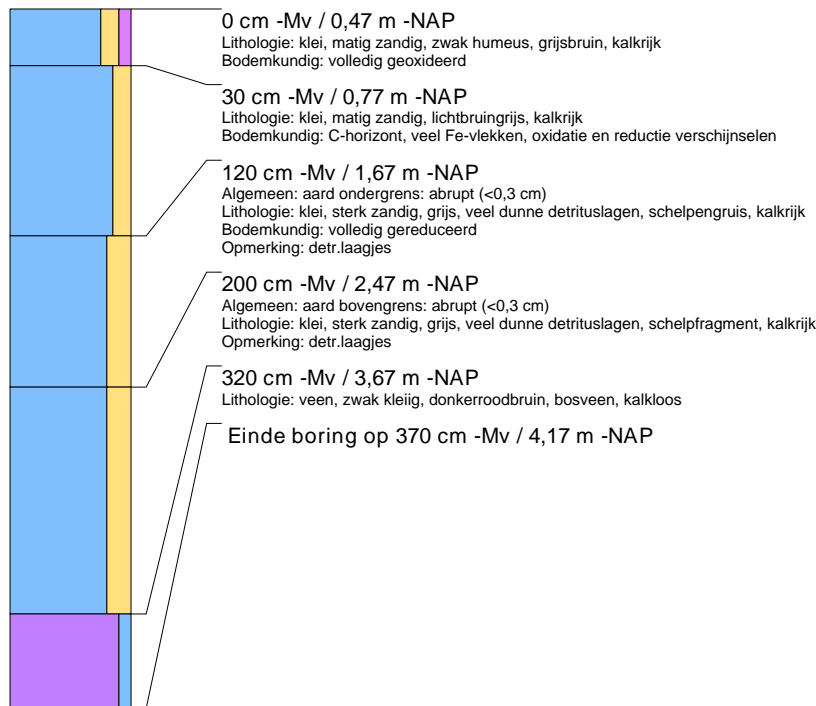 0 cm -Mv / 0,47 m -NAP
Lithologie: klei, matig zandig, zwak humeus, grijsbruin, kalkrijk
Bodemkundig: volledig geoxideerd
30 cm -Mv / 0,77 m -NAP
Lithologie: klei, matig zandig, lichtbruingrijs, kalkrijk
Bodemkundig: C-horizont, veel Fe-vlekken, oxidatie en reductie verschijnselen
120 cm -Mv / 1,67 m -NAP
Algemeen: aard ondergrens: abrupt (<0,3 cm)
Lithologie: klei, sterk zandig, grijs, veel dunne detrituslagen, schelpengruis, kalkrijk
Bodemkundig: volledig gereduceerd
Opmerking: detr.laagjes
200 cm -Mv / 2,47 m -NAP
Algemeen: aard bovengrens: abrupt (<0,3 cm)
Lithologie: klei, sterk zandig, grijs, veel dunne detrituslagen, schelpfragment, kalkrijk
Opmerking: detr.laagjes
320 cm -Mv / 3,67 m -NAP
Lithologie: veen, zwak kleiig, donkerroodbruin, bosveen, kalkloos
Einde boring op 370 cm -Mv / 4,17 m -NAP